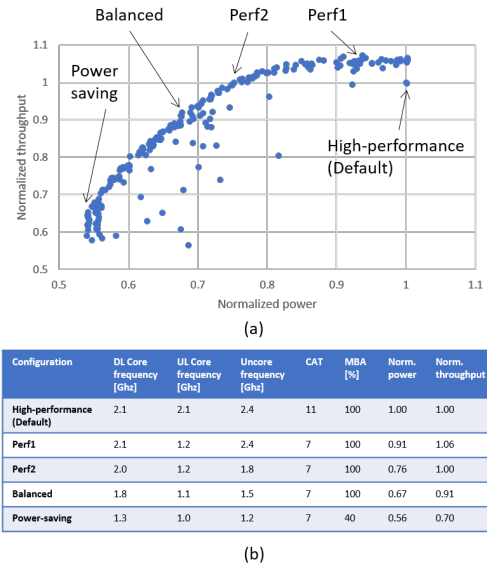 Balanced Perf2 Perf1
(a)
1.1
Power
saving
1
0.9
0.8
0.7
0.6
0.5
Normalized throughput
High-performance
(Default)
0.5 0.6 0.7 0.8 0.9 1 1.1
Normalized power
(a)
Configuration DL Core frequency [Ghz] UL Core frequency [Ghz] Uncore frequency [Ghz] CAT MBA [%] Norm. power Norm. throughput
High-performance (Default) 2.1 2.1 2.4 11 100 1.00 1.00
Perf1 2.1 1.2 2.4 7 100 0.91 1.06
Perf2 2.0 1.2 1.8 7 100 0.76 1.00
Balanced 1.8 1.1 1.5 7 100 0.67 0.91
Power-saving 1.3 1.0 1.2 7 40 0.56 0.70
(b)